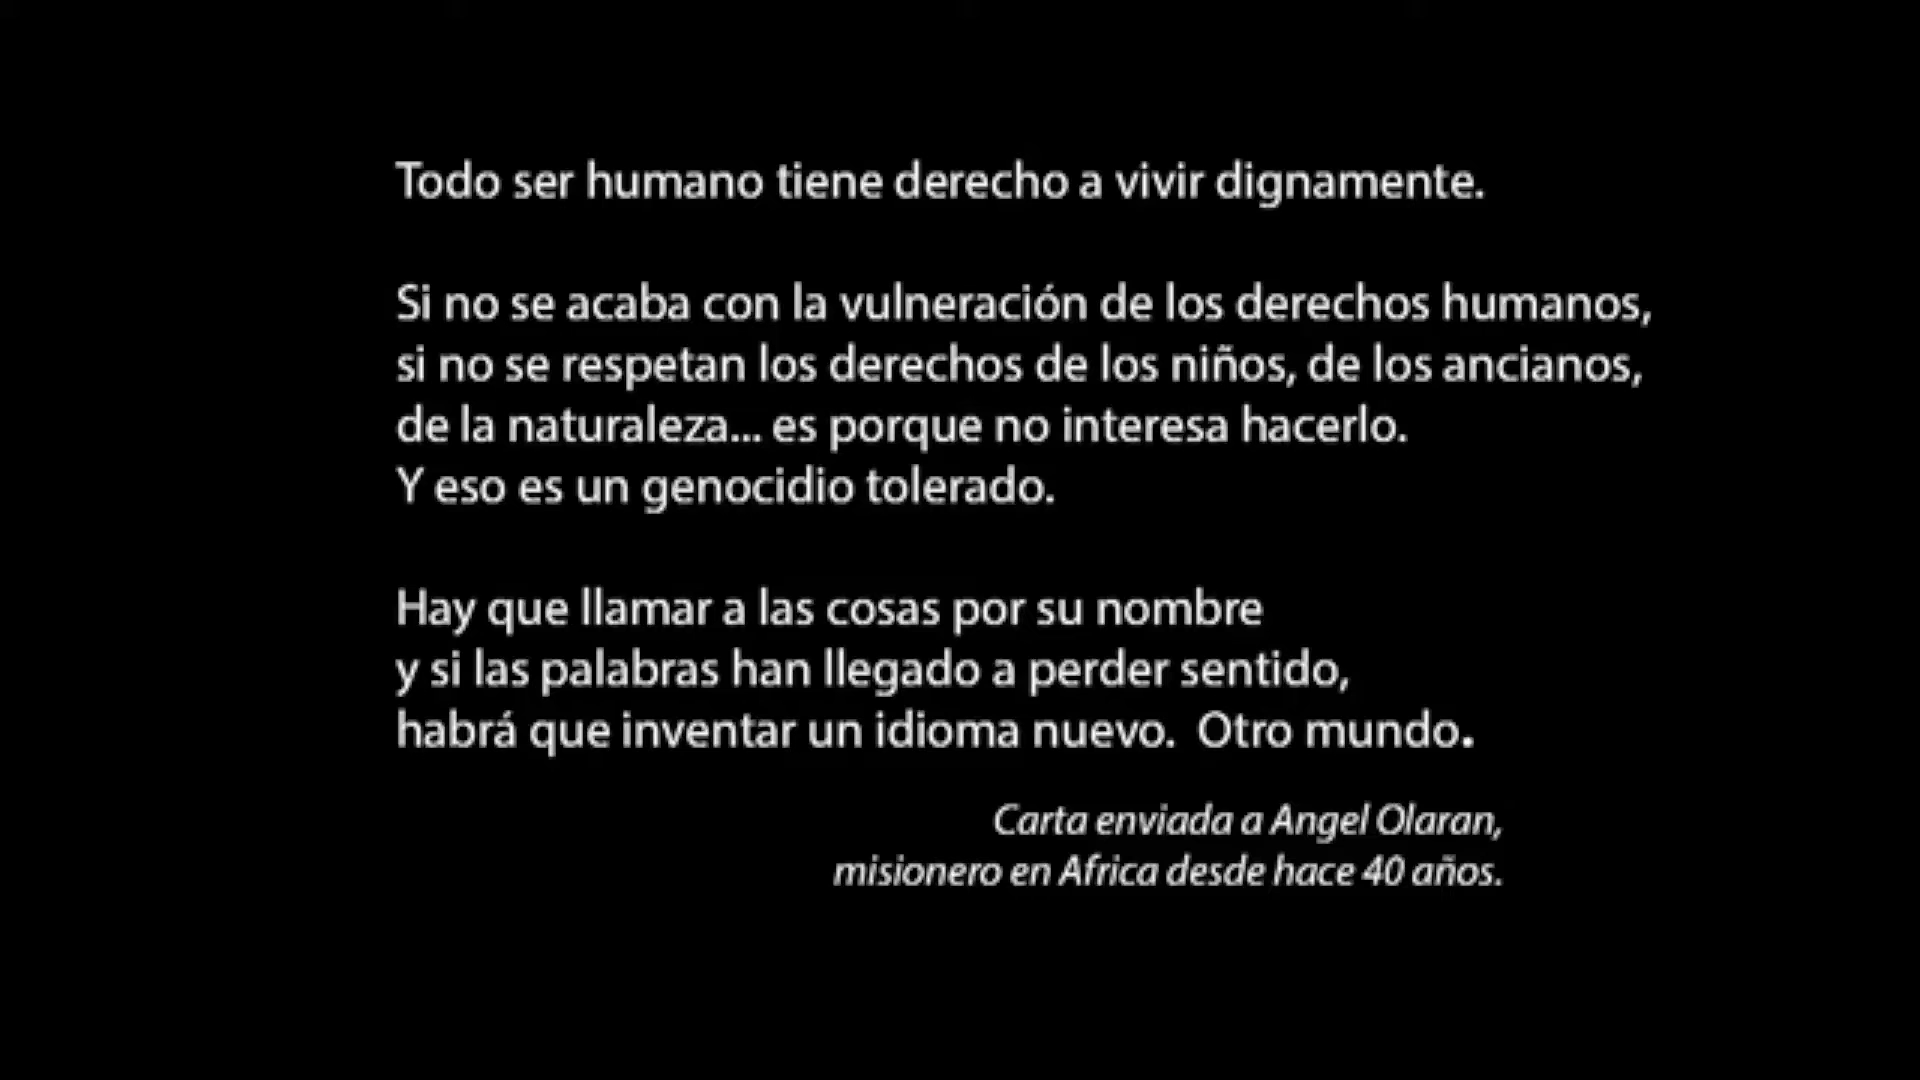 Todo ser humano tiene derecho a vivir dignamente.
Si no se acaba con la vulneración de los derechos humanos,
si no se respetan los derechos de los niños, de los ancianos,
de la naturaleza... es porque no interesa hacerlo.
Y eso es un genocidio tolerado.
Hay que llamar a las cosas por su nombre
y si las palabras han llegado a perder sentido,
habrá que inventar un idioma nuevo. Otro mundo.
Carta enviada a Angel Olaran,
misionero en Africa desde hace 40 años.